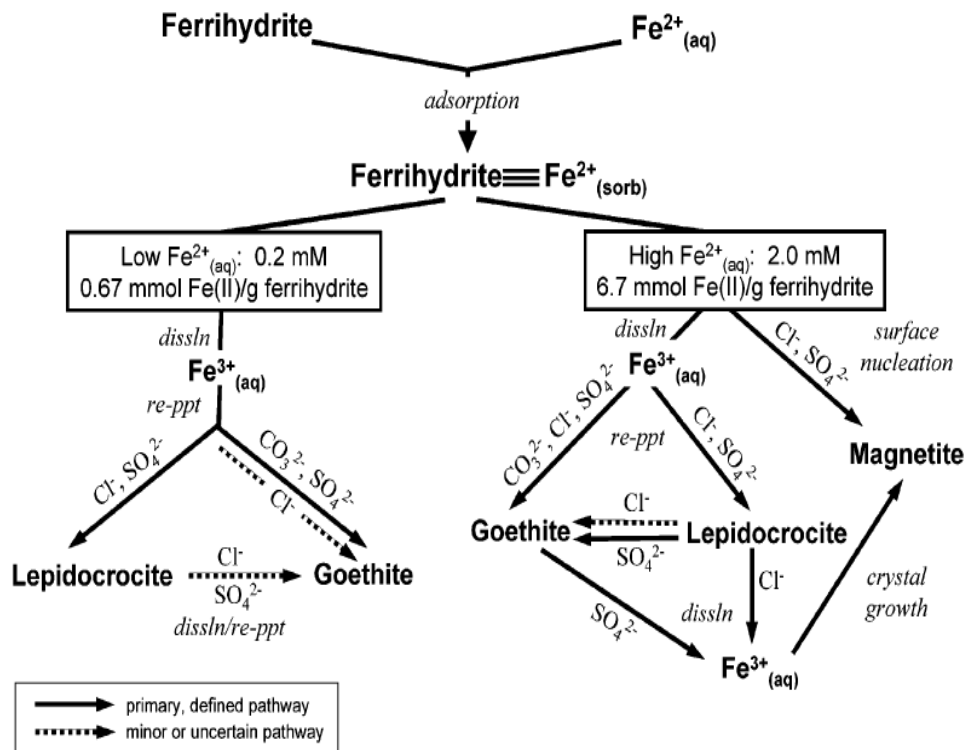 Ferrihydrite
Fe²⁺(aq)
adsorption
Ferrihydrite≡Fe²⁺(sorb)
Low Fe²⁺(aq): 0.2 mM
0.67 mmol Fe(II)/g ferrihydrite
High Fe²⁺(aq): 2.0 mM
6.7 mmol Fe(II)/g ferrihydrite
dissln
Fe³⁺(aq)
re-ppt
Cl⁻, SO₄²⁻
CO₃²⁻, SO₄²⁻
Cl⁻
Lepidocrocite
Cl⁻
SO₄²⁻
Goethite
dissln/re-ppt
dissln
Fe³⁺(aq)
Cl⁻, SO₄²⁻
surface
nucleation
CO₃²⁻, Cl⁻, SO₄²⁻
re-ppt
Cl⁻, SO₄²⁻
Magnetite
Goethite
Cl⁻
SO₄²⁻
Lepidocrocite
SO₄²⁻
dissln
Cl⁻
crystal
growth
Fe³⁺(aq)
primary, defined pathway
minor or uncertain pathway